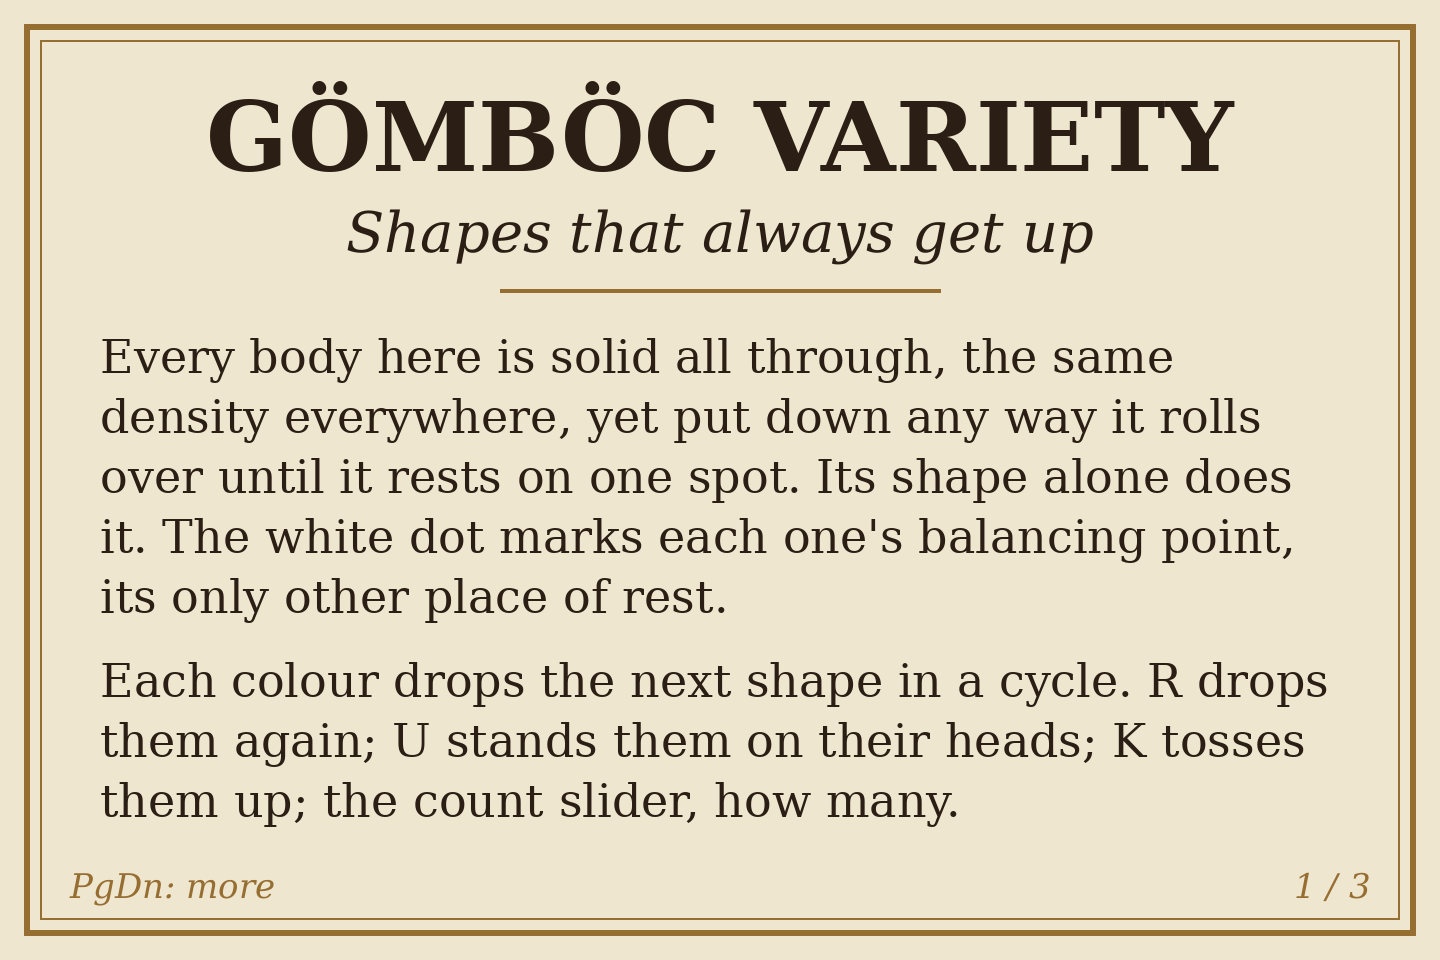 GÖMBÖC VARIETY
Shapes that always get up
Every body here is solid all through, the same
density everywhere, yet put down any way it rolls
over until it rests on one spot. Its shape alone does
it. The white dot marks each one's balancing point,
its only other place of rest.
Each colour drops the next shape in a cycle. R drops
them again; U stands them on their heads; K tosses
them up; the count slider, how many.
PgDn: more
1 / 3